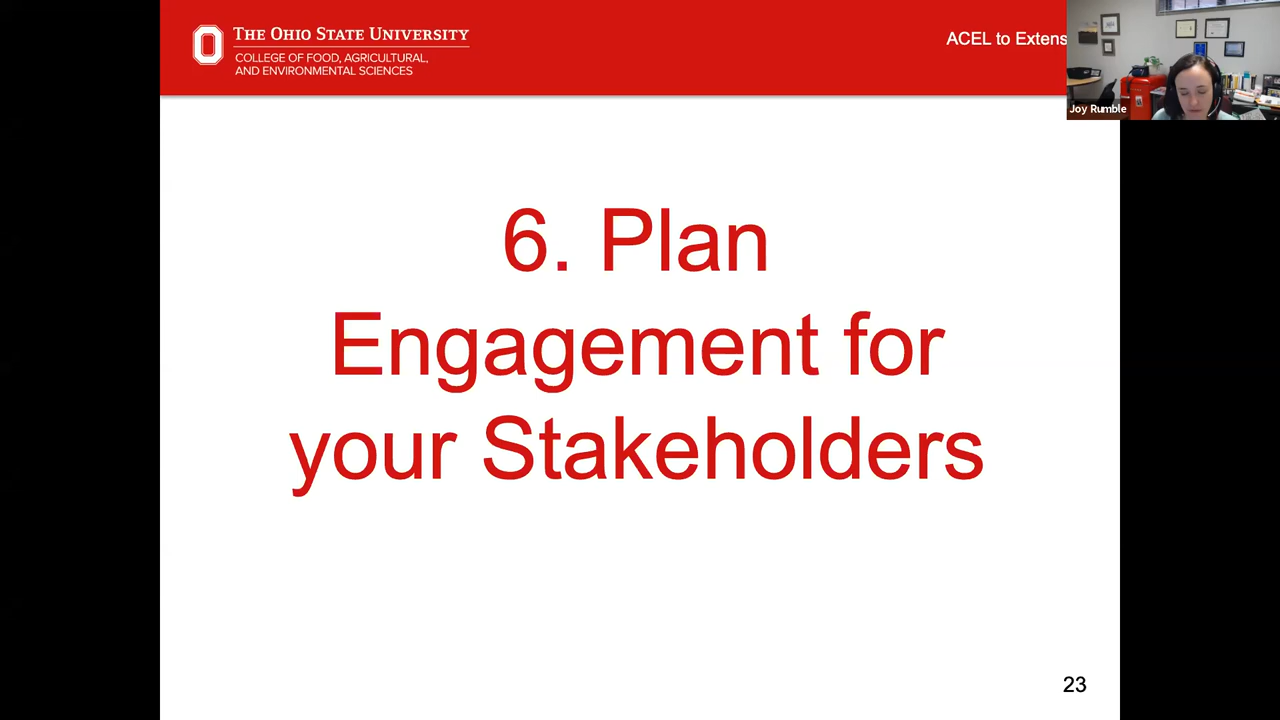 THE OHIO STATE UNIVERSITY
COLLEGE OF FOOD, AGRICULTURAL,
AND ENVIRONMENTAL SCIENCES
ACEL to Extens
Joy Rumble
6. Plan
Engagement for
your Stakeholders
23